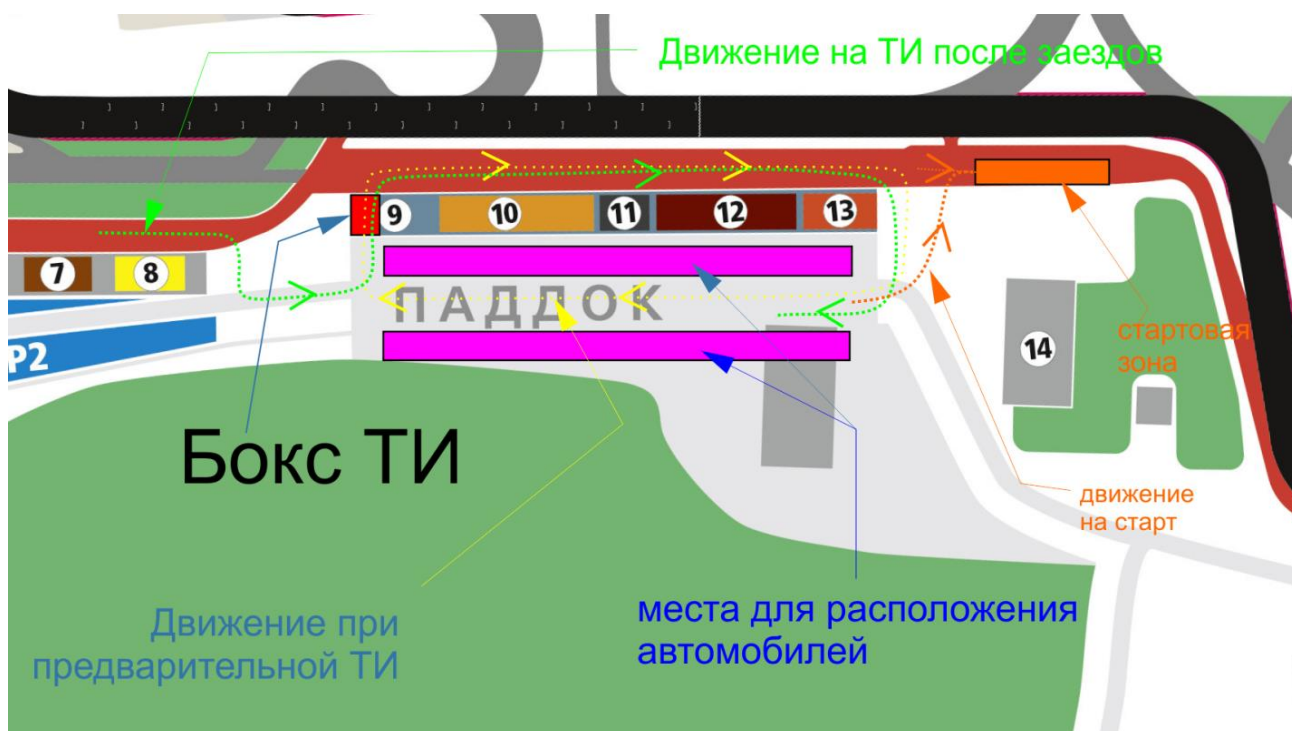 Движение на ТИ после заездов
9
10
11
12
13
7
8
ПАДДОК
P2
14
стартовая
зона
Бокс ТИ
движение
на старт
Движение при
предварительной ТИ
места для расположения
автомобилей